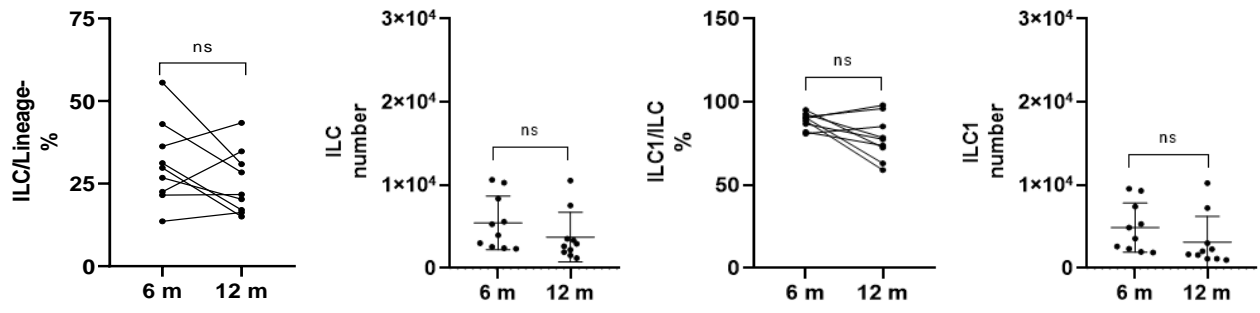 ILC/Lineage-
%
75
50
25
0
ns
6 m 12 m
ILC
number
3×10⁴
2×10⁴
1×10⁴
0
ns
6 m 12 m
ILC1/ILC
%
150
100
50
0
ns
6 m 12 m
ILC1
number
3×10⁴
2×10⁴
1×10⁴
0
ns
6 m 12 m